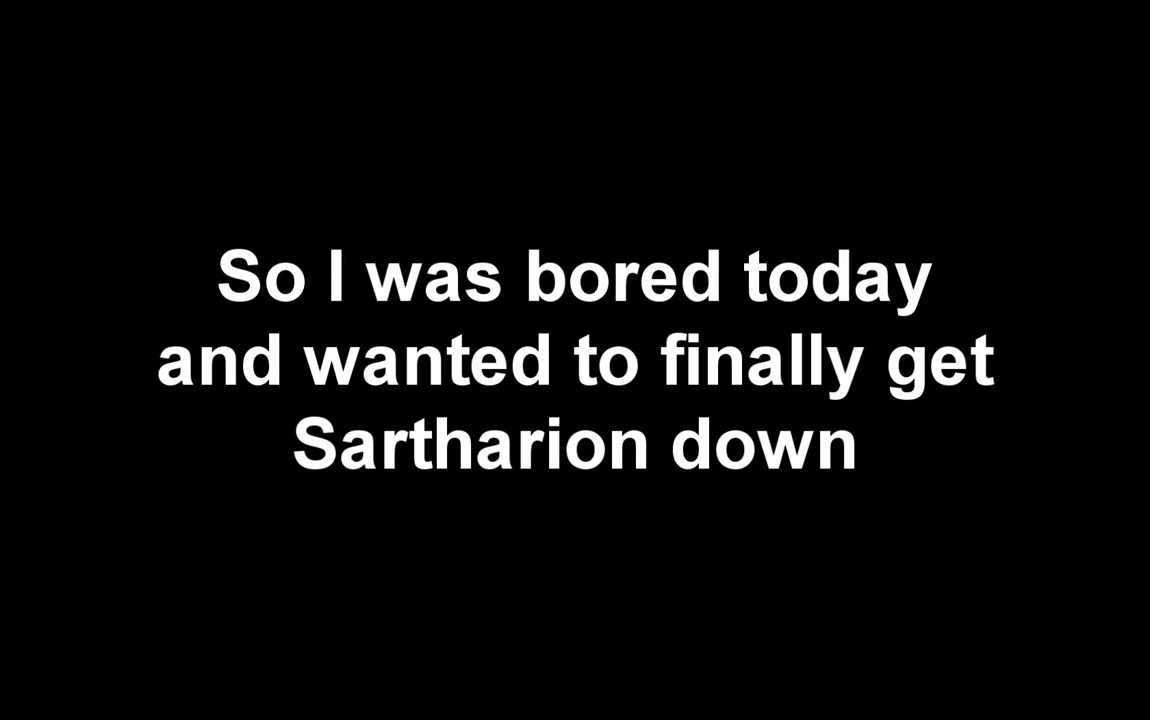 So I was bored today
and wanted to finally get
Sartharion down